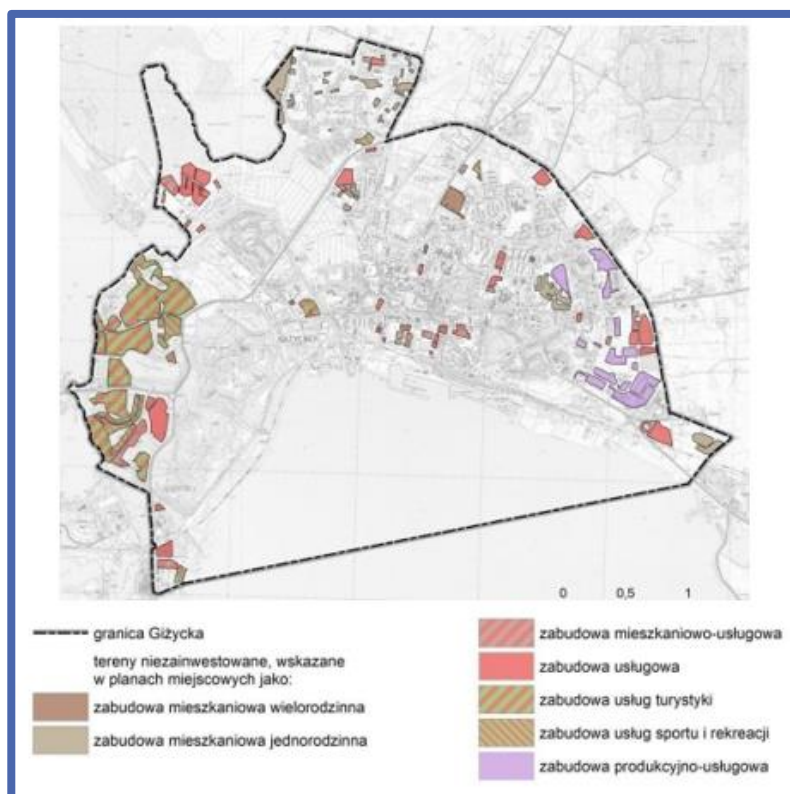 GIŻYCKO
0 0,5 1
granica Giżycka
tereny niezainwestowane, wskazane
w planach miejscowych jako:
zabudowa mieszkaniowa wielorodzinna
zabudowa mieszkaniowa jednorodzinna
zabudowa mieszkaniowo-usługowa
zabudowa usługowa
zabudowa usług turystyki
zabudowa usług sportu i rekreacji
zabudowa produkcyjno-usługowa